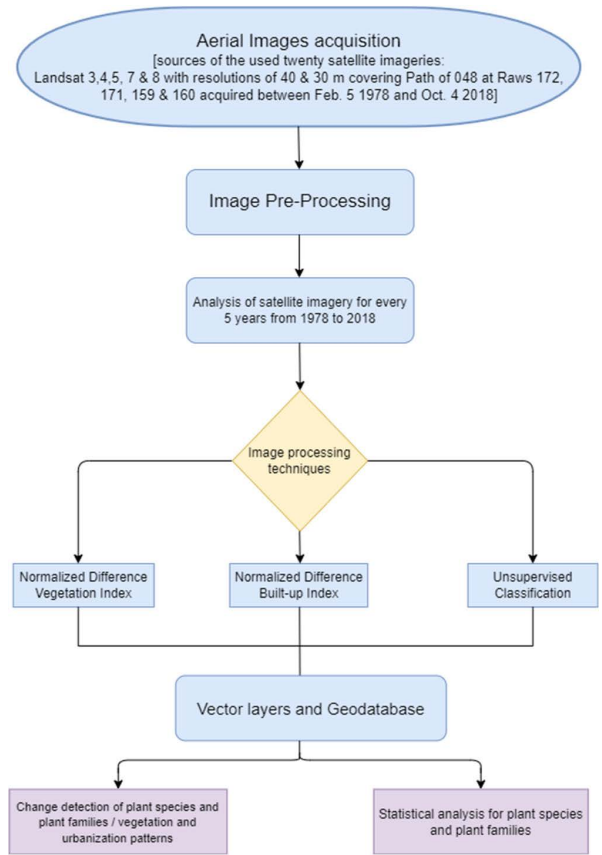 Aerial Images acquisition
[sources of the used twenty satellite imageries:
Landsat 3,4,5, 7 & 8 with resolutions of 40 & 30 m covering Path of 048 at Raws 172,
171, 159 & 160 acquired between Feb. 5 1978 and Oct. 4 2018]
Image Pre-Processing
Analysis of satellite imagery for every
5 years from 1978 to 2018
Image processing
techniques
Normalized Difference
Vegetation Index
Normalized Difference
Built-up Index
Unsupervised
Classification
Vector layers and Geodatabase
Change detection of plant species and
plant families / vegetation and
urbanization patterns
Statistical analysis for plant species
and plant families